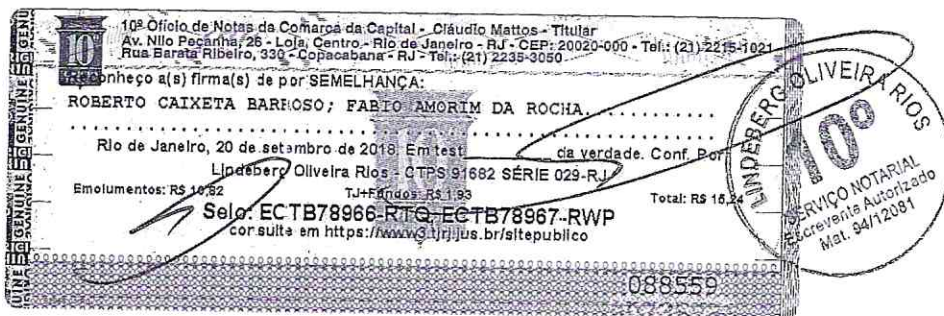 10º Ofício de Notas da Comarca da Capital - Cláudio Mattos - Titular
Av. Nilo Peçanha, 26 - Loja, Centro - Rio de Janeiro - RJ - CEP: 20020-000 - Tel.: (21) 2215-1021
Rua Barata Ribeiro, 330 - Copacabana - RJ - Tel.: (21) 2235-3050
10
Reconheço a(s) firma(s) de por SEMELHANÇA:
ROBERTO CAIXETA BARROSO; FABIO AMORIM DA ROCHA...........
Rio de Janeiro, 20 de setembro de 2018. Em test da verdade. Conf. Por
Lindeberg Oliveira Rios - CTPS 91682 SÉRIE 029-RJ
Emolumentos: R$ TJ+Fundos: R$ 1,93 Total: R$ 15,24
Selo: ECTB78966-RTQ ECTB78967-RWP
consulte em https://www3.tjrj.jus.br/sitepublico
088559
GENUINE GENUINE GENUINE
LINDEBERG OLIVEIRA RIOS
10º
SERVIÇO NOTARIAL
Escrevente Autorizado
Mat. 94/12081